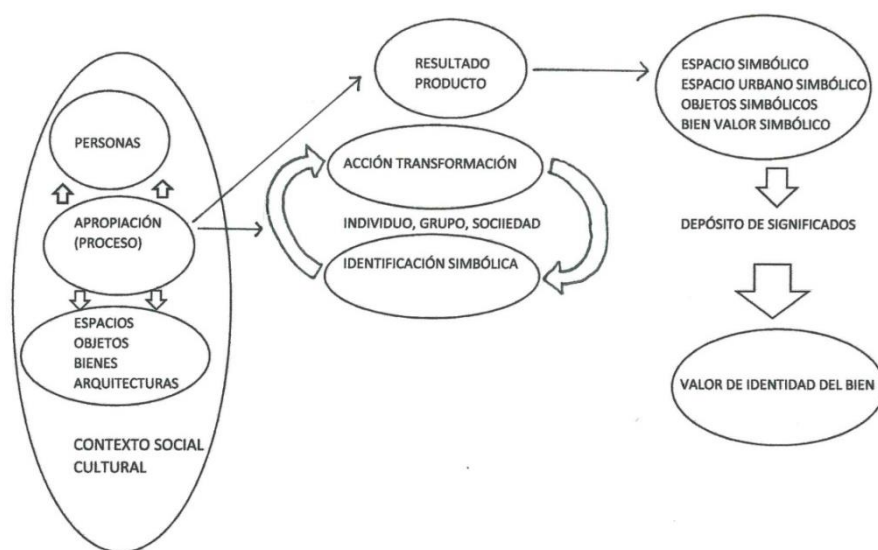 PERSONAS
APROPIACIÓN
(PROCESO)
ESPACIOS
OBJETOS
BIENES
ARQUITECTURAS
CONTEXTO SOCIAL
CULTURAL
RESULTADO
PRODUCTO
ACCIÓN TRANSFORMACIÓN
INDIVIDUO, GRUPO, SOCIIEDAD
IDENTIFICACIÓN SIMBÓLICA
ESPACIO SIMBÓLICO
ESPACIO URBANO SIMBÓLICO
OBJETOS SIMBÓLICOS
BIEN VALOR SIMBÓLICO
DEPÓSITO DE SIGNIFICADOS
VALOR DE IDENTIDAD DEL BIEN